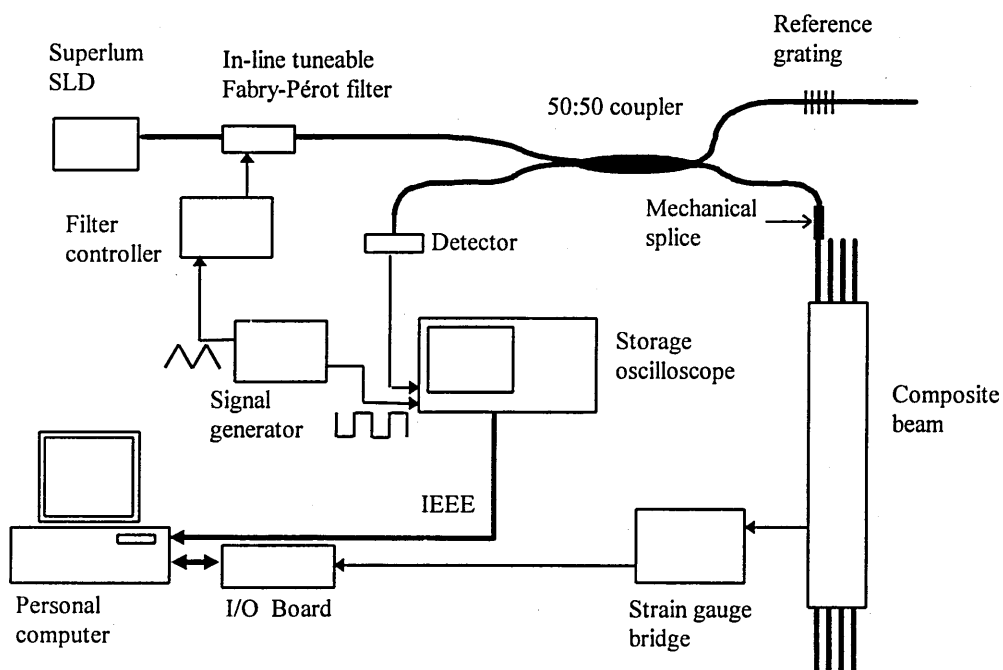 Superlum
SLD
In-line tuneable
Fabry-Pérot filter
Reference
grating
50:50 coupler
Mechanical
splice
Filter
controller
Detector
Signal
generator
Storage
oscilloscope
Composite
beam
IEEE
Personal
computer
I/O Board
Strain gauge
bridge